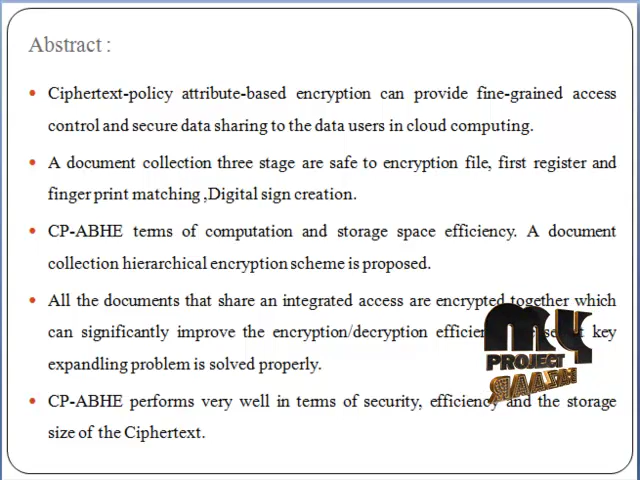 Abstract :
Ciphertext-policy attribute-based encryption can provide fine-grained access
control and secure data sharing to the data users in cloud computing.
A document collection three stage are safe to encryption file, first register and
finger print matching ,Digital sign creation.
CP-ABHE terms of computation and storage space efficiency. A document
collection hierarchical encryption scheme is proposed.
All the documents that share an integrated access are encrypted together which
can significantly improve the encryption/decryption key
expandling problem is solved properly.
CP-ABHE performs very well in terms of security, efficiency and the storage
size of the Ciphertext.
my
PROJECT
BAZAAR